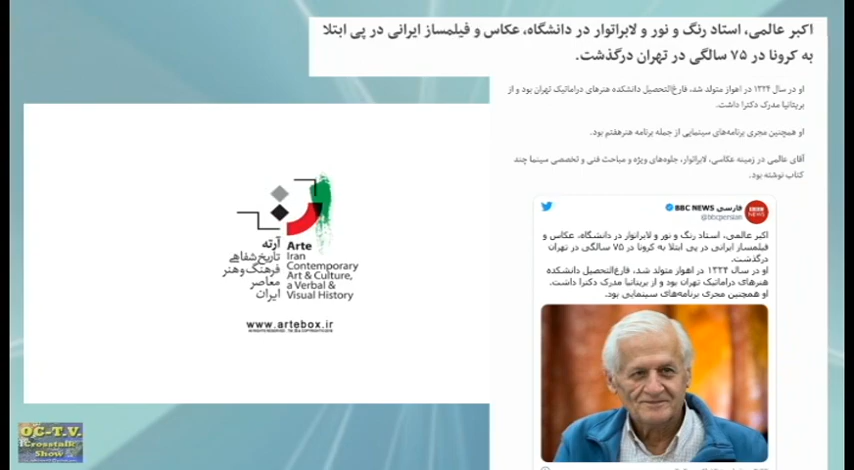 اکبر عالمی، استاد رنگ و نور و لابراتوار در دانشگاه، عکاس و فیلمساز ایرانی در پی ابتلا
به کرونا در ۷۵ سالگی در تهران درگذشت.
او در سال ۱۳۲۴ در اهواز متولد شد، فارغ‌التحصیل دانشکده هنرهای دراماتیک تهران بود و از
بریتانیا مدرک دکترا داشت.
او همچنین مجری برنامه‌های سینمایی از جمله برنامه هنرهفتم بود.
آقای عالمی در زمینه عکاسی، لابراتوار، جلوه‌های ویژه و مباحث فنی و تخصصی سینما چند
کتاب نوشته بود.
BBC NEWS فارسی
@bbcpersian
BBC
NEWS
اکبر عالمی، استاد رنگ و نور و لابراتوار در دانشگاه، عکاس و
فیلمساز ایرانی در پی ابتلا به کرونا در ۷۵ سالگی در تهران
درگذشت.
او در سال ۱۳۲۴ در اهواز متولد شد، فارغ‌التحصیل دانشکده
هنرهای دراماتیک تهران بود و از بریتانیا مدرک دکترا داشت.
او همچنین مجری برنامه‌های سینمایی بود.
آرته
تاریخ شفاهی
فرهنگ و هنر
معاصر
ایران
Arte
Iran
Contemporary
Art & Culture,
a Verbal &
Visual History
www.artebox.ir
OC-T.V.
Crosstalk
Show